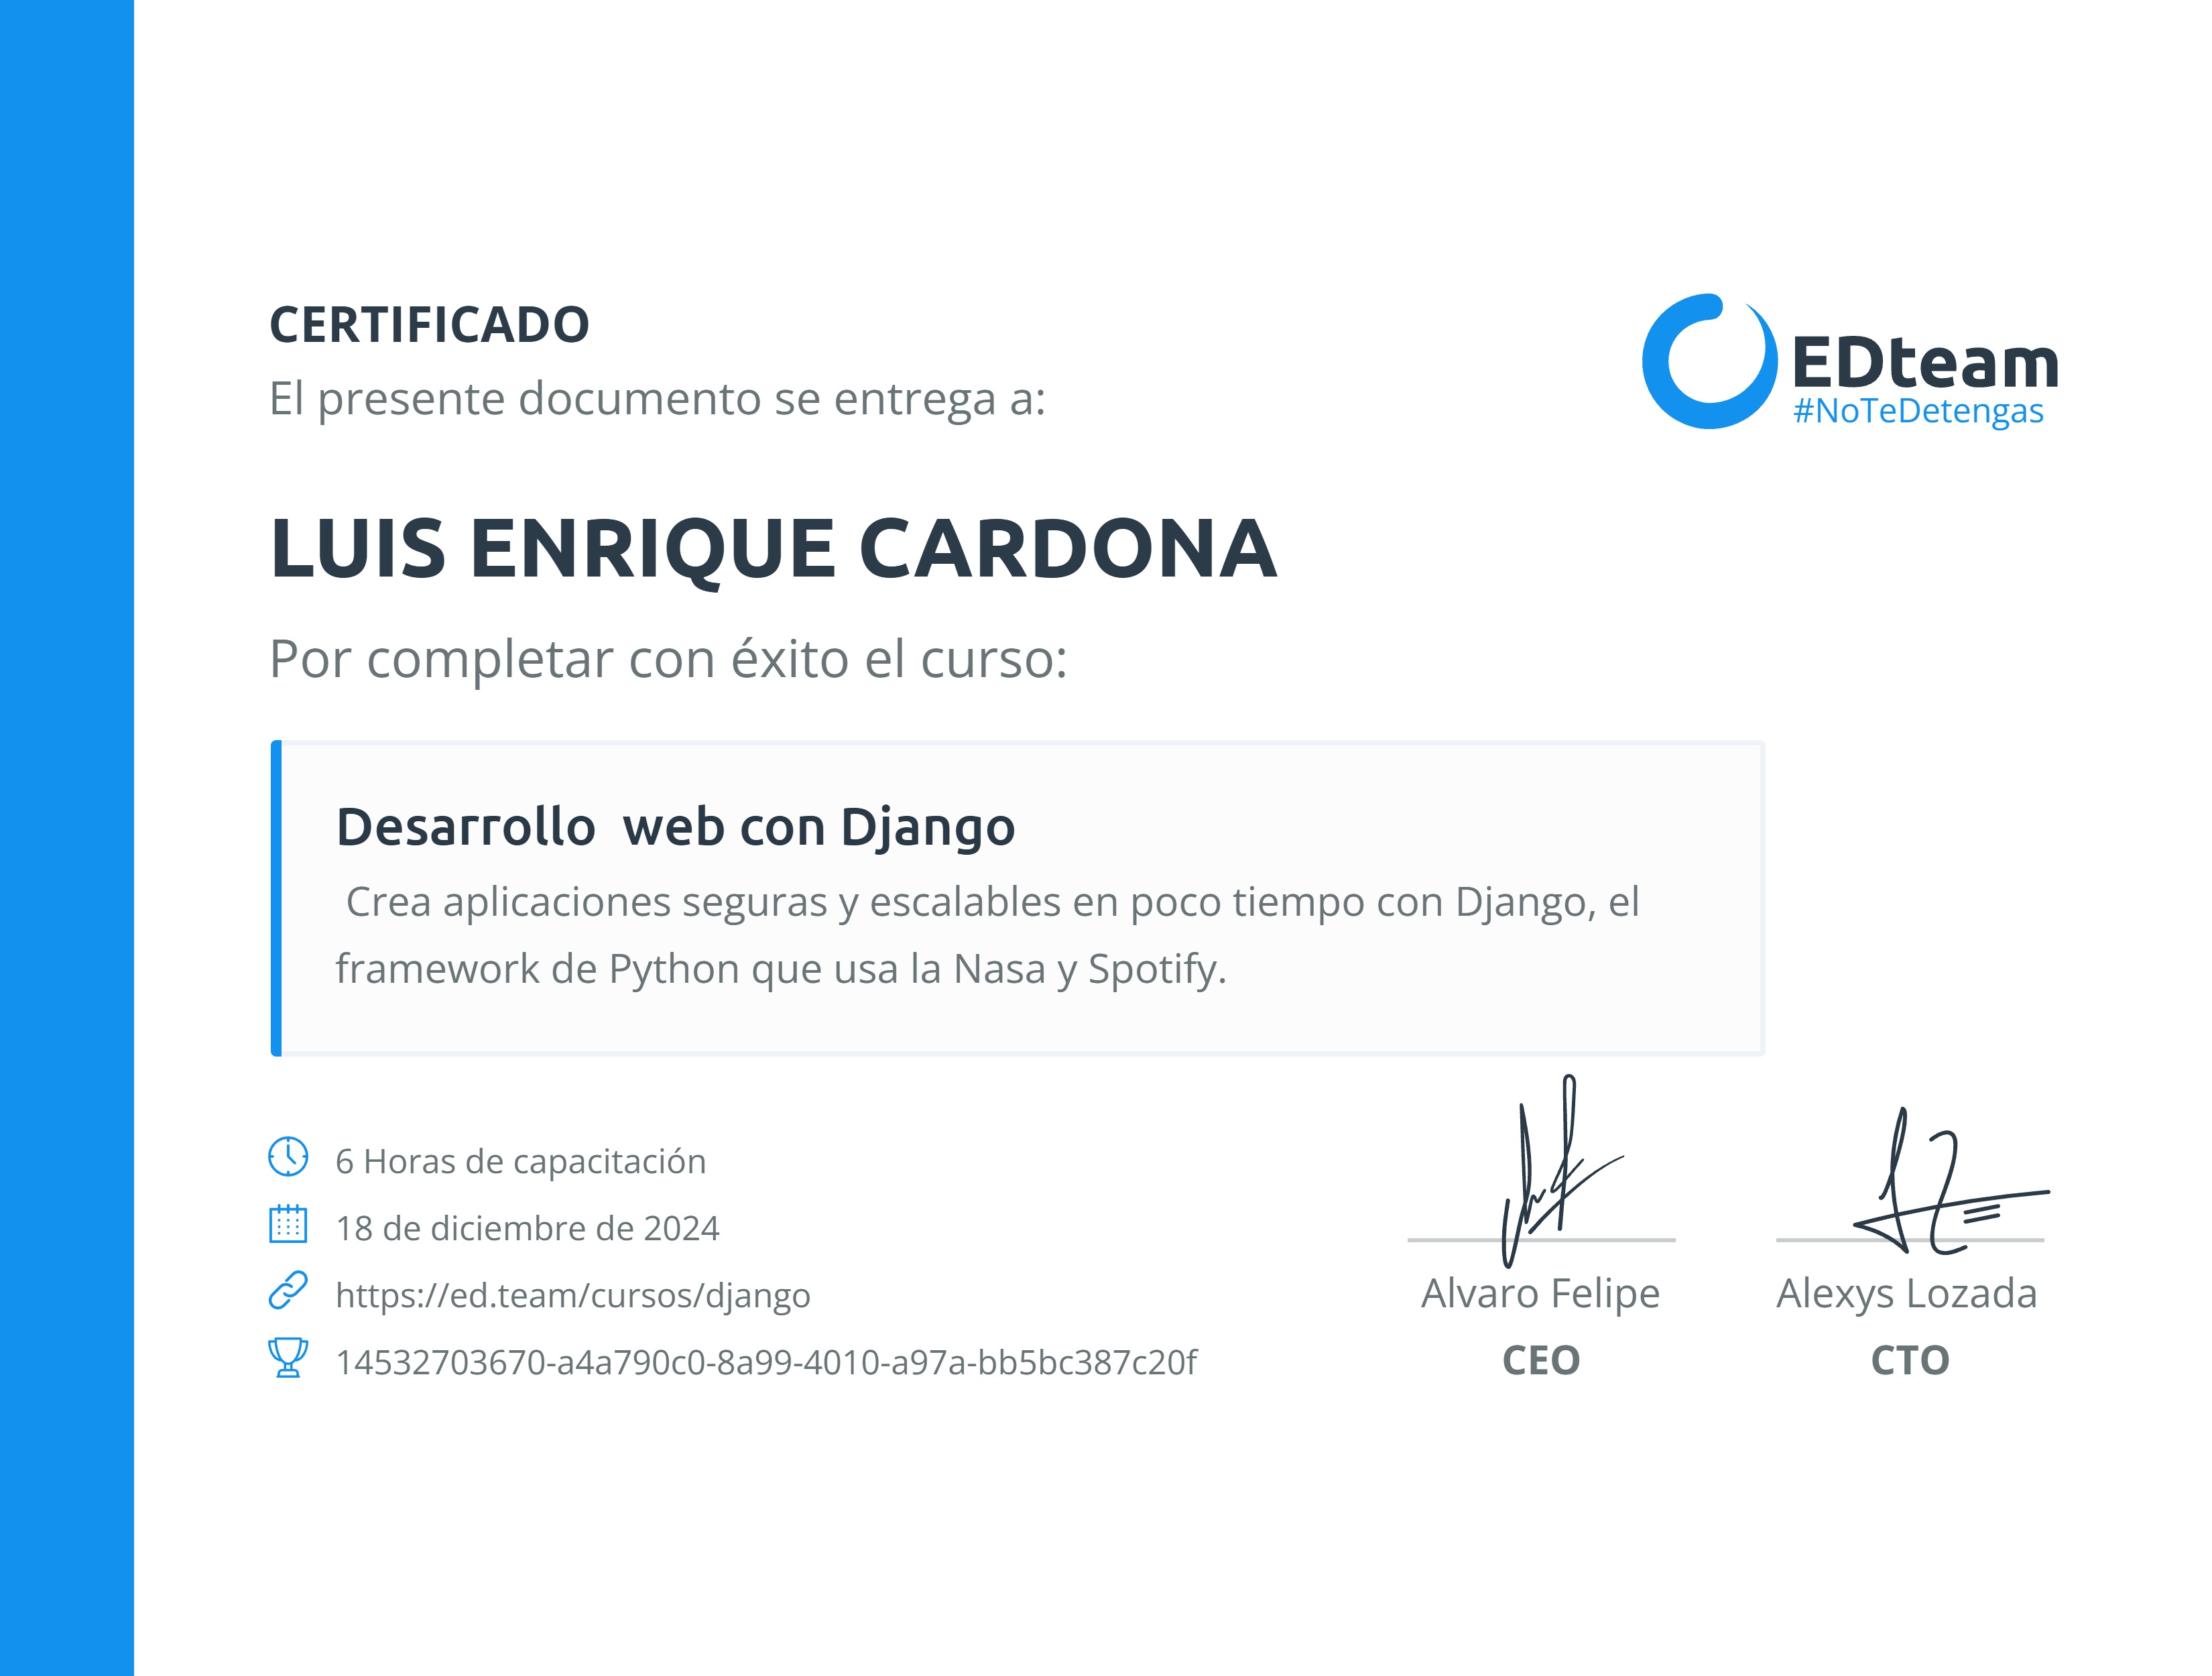 CERTIFICADO
El presente documento se entrega a:
EDteam
#NoTeDetengas
LUIS ENRIQUE CARDONA
Por completar con éxito el curso:
Desarrollo  web con Django
Crea aplicaciones seguras y escalables en poco tiempo con Django, el
framework de Python que usa la Nasa y Spotify.
6 Horas de capacitación
18 de diciembre de 2024
https://ed.team/cursos/django
14532703670-a4a790c0-8a99-4010-a97a-bb5bc387c20f
Alvaro Felipe
CEO
Alexys Lozada
CTO